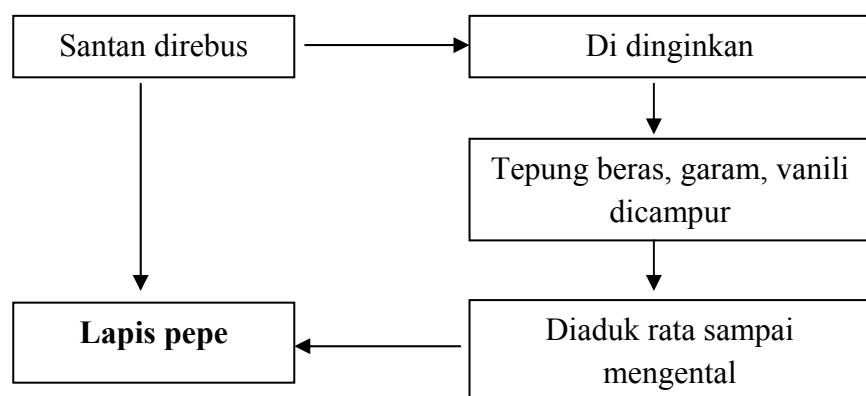 Santan direbus
Di dinginkan
Tepung beras, garam, vanili
dicampur
Diaduk rata sampai
mengental
Lapis pepe